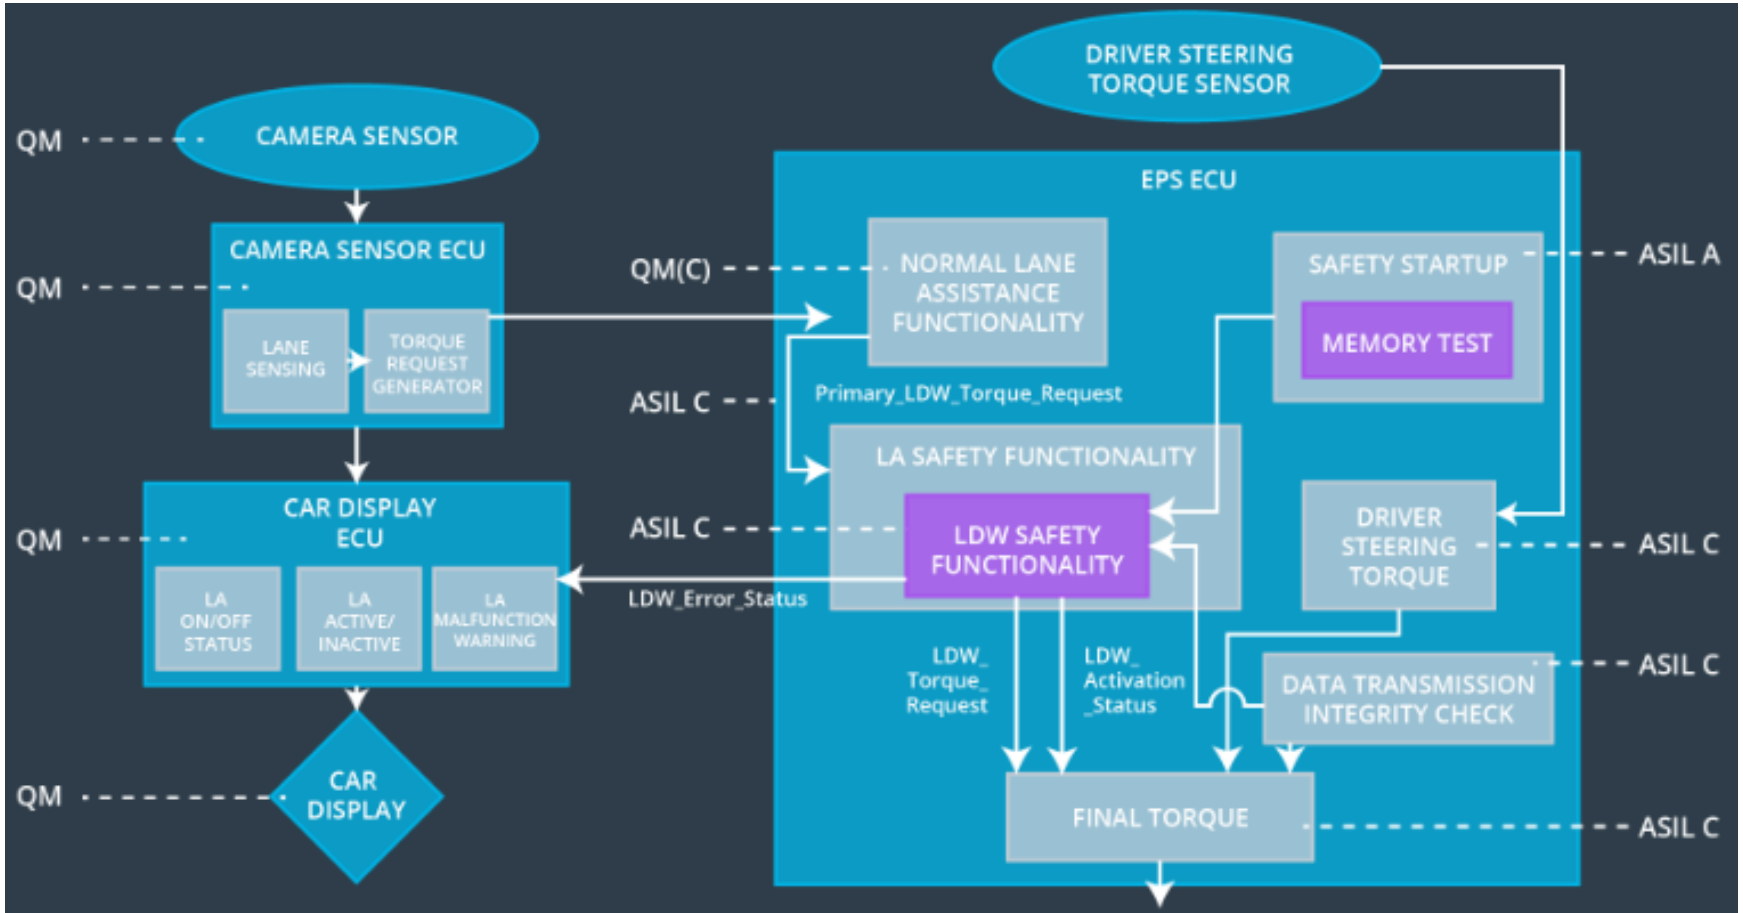 DRIVER STEERING
TORQUE SENSOR
QM
CAMERA SENSOR
EPS ECU
QM
CAMERA SENSOR ECU
LANE
SENSING
TORQUE
REQUEST
GENERATOR
QM(C)
NORMAL LANE
ASSISTANCE
FUNCTIONALITY
SAFETY STARTUP
ASIL A
MEMORY TEST
ASIL C
Primary_LDW_Torque_Request
LA SAFETY FUNCTIONALITY
ASIL C
LDW SAFETY
FUNCTIONALITY
DRIVER
STEERING
TORQUE
ASIL C
QM
CAR DISPLAY
ECU
LA
ON/OFF
STATUS
LA
ACTIVE/
INACTIVE
LA
MALFUNCTION
WARNING
LDW_Error_Status
LDW_
Torque_
Request
LDW_
Activation
_Status
DATA TRANSMISSION
INTEGRITY CHECK
ASIL C
QM
CAR
DISPLAY
FINAL TORQUE
ASIL C